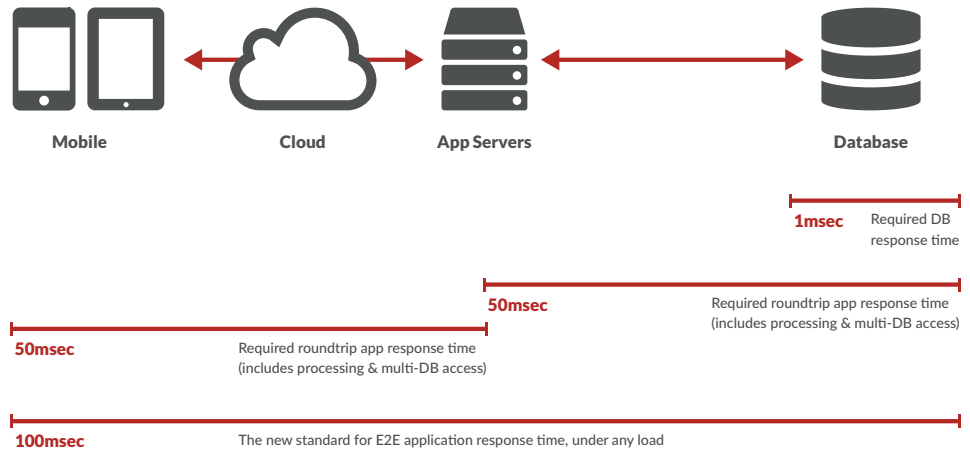 Mobile
Cloud
App Servers
Database
1msec
Required DB
response time
50msec
Required roundtrip app response time
(includes processing & multi-DB access)
50msec
Required roundtrip app response time
(includes processing & multi-DB access)
100msec
The new standard for E2E application response time, under any load